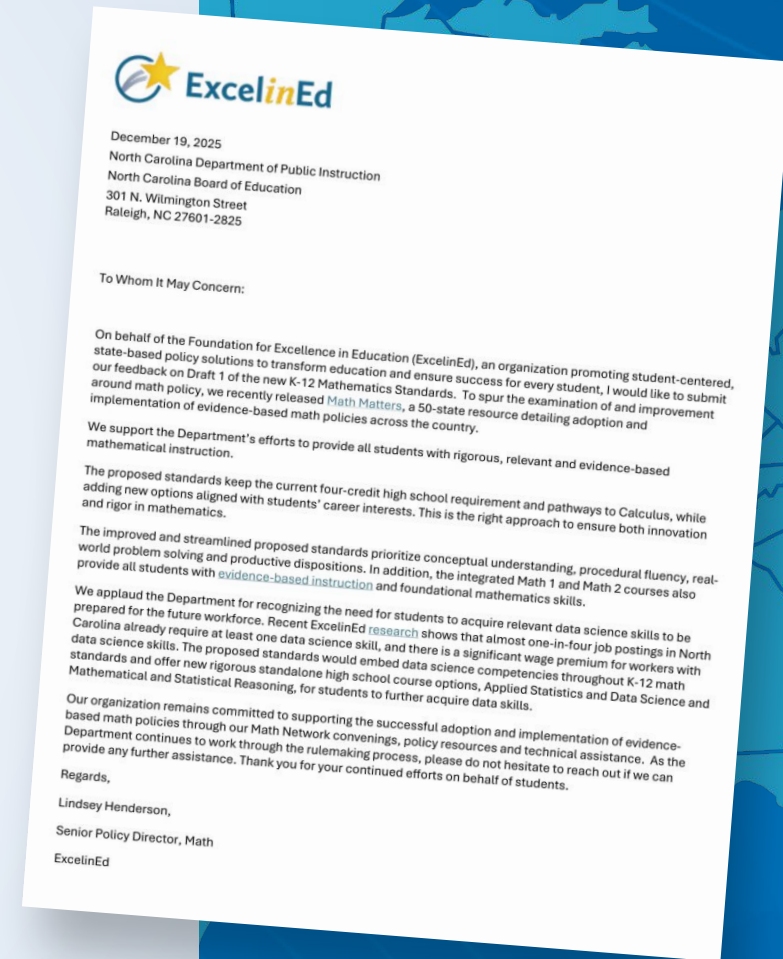 ExcelinEd
December 19, 2025
North Carolina Department of Public Instruction
North Carolina Board of Education
301 N. Wilmington Street
Raleigh, NC 27601-2825
To Whom It May Concern:
On behalf of the Foundation for Excellence in Education (ExcelinEd), an organization promoting student-centered,
state-based policy solutions to transform education and ensure success for every student, I would like to submit
our feedback on Draft 1 of the new K-12 Mathematics Standards. To spur the examination of and improvement
around math policy, we recently released Math Matters, a 50-state resource detailing adoption and
implementation of evidence-based math policies across the country.
We support the Department's efforts to provide all students with rigorous, relevant and evidence-based
mathematical instruction.
The proposed standards keep the current four-credit high school requirement and pathways to Calculus, while
adding new options aligned with students' career interests. This is the right approach to ensure both innovation
and rigor in mathematics.
The improved and streamlined proposed standards prioritize conceptual understanding, procedural fluency, real-
world problem solving and productive dispositions. In addition, the integrated Math 1 and Math 2 courses also
provide all students with evidence-based instruction and foundational mathematics skills.
We applaud the Department for recognizing the need for students to acquire relevant data science skills to be
prepared for the future workforce. Recent ExcelinEd research shows that almost one-in-four job postings in North
Carolina already require at least one data science skill, and there is a significant wage premium for workers with
data science skills. The proposed standards would embed data science competencies throughout K-12 math
standards and offer new rigorous standalone high school course options, Applied Statistics and Data Science and
Mathematical and Statistical Reasoning, for students to further acquire data skills.
Our organization remains committed to supporting the successful adoption and implementation of evidence-
based math policies through our Math Network convenings, policy resources and technical assistance. As the
Department continues to work through the rulemaking process, please do not hesitate to reach out if we can
provide any further assistance. Thank you for your continued efforts on behalf of students.
Regards,
Lindsey Henderson,
Senior Policy Director, Math
ExcelinEd